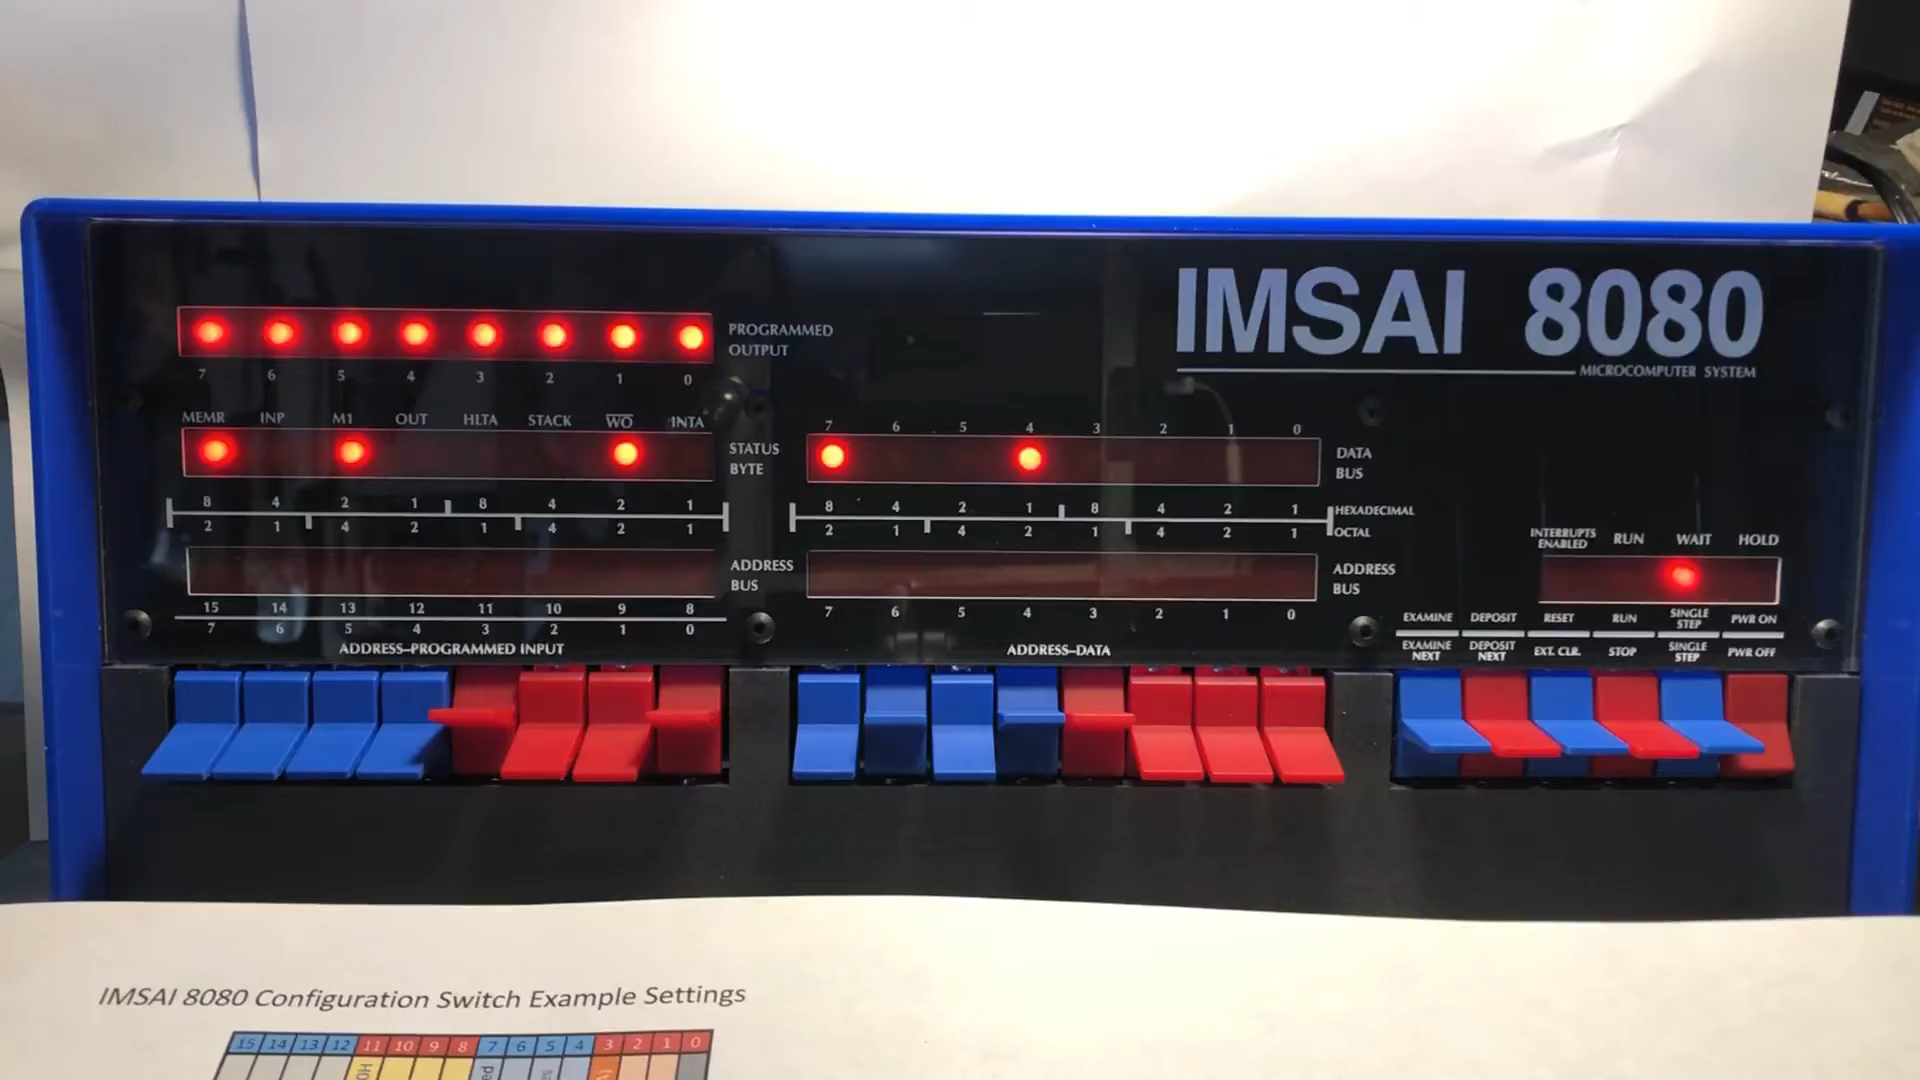 IMSAI 8080
MICROCOMPUTER SYSTEM
PROGRAMMED
OUTPUT
7 6 5 4 3 2 1 0
MEMR INP M1 OUT HLTA STACK WO INTA
STATUS
BYTE
7 6 5 4 3 2 1 0
DATA
BUS
8 4 2 1 8 4 2 1
2 1 4 2 1 4 2 1
8 4 2 1 8 4 2 1
HEXADECIMAL
2 1 4 2 1 4 2 1
OCTAL
ADDRESS
BUS
ADDRESS
BUS
15 14 13 12 11 10 9 8
7 6 5 4 3 2 1 0
ADDRESS–PROGRAMMED INPUT
7 6 5 4 3 2 1 0
ADDRESS–DATA
INTERRUPTS
ENABLED
RUN WAIT HOLD
EXAMINE DEPOSIT RESET RUN SINGLE
STEP PWR ON
EXAMINE
NEXT DEPOSIT
NEXT EXT. CLR. STOP SINGLE
STEP PWR OFF
IMSAI 8080 Configuration Switch Example Settings
15 14 13 12 11 10 9 8 7 6 5 4 3 2 1 0